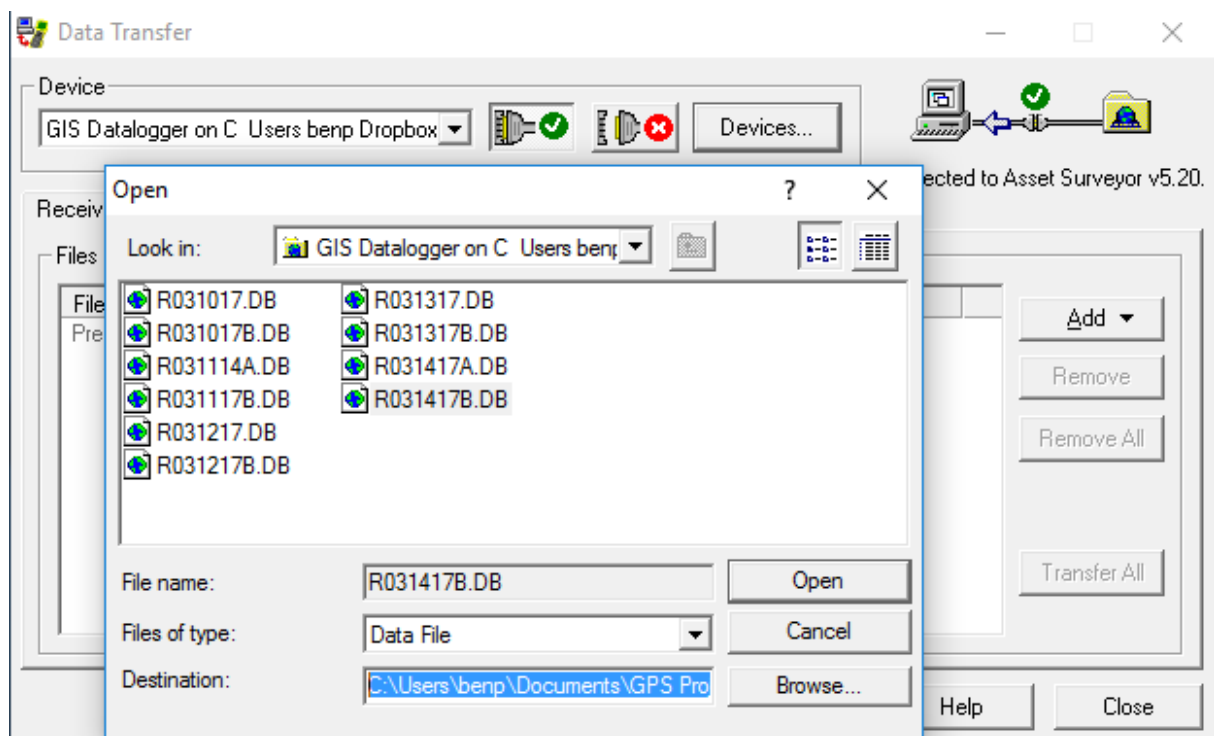 Data Transfer
Device
GIS Datalogger on C Users benp Dropbox
Devices...
ected to Asset Surveyor v5.20.
Receiv
Files
File
Pre
Add
Remove
Remove All
Transfer All
Help
Close
Open
?
Look in:
GIS Datalogger on C Users benp
R031017.DB
R031017B.DB
R031114A.DB
R031117B.DB
R031217.DB
R031217B.DB
R031317.DB
R031317B.DB
R031417A.DB
R031417B.DB
File name:
R031417B.DB
Open
Files of type:
Data File
Cancel
Destination:
C:\Users\benp\Documents\GPS Pro
Browse...